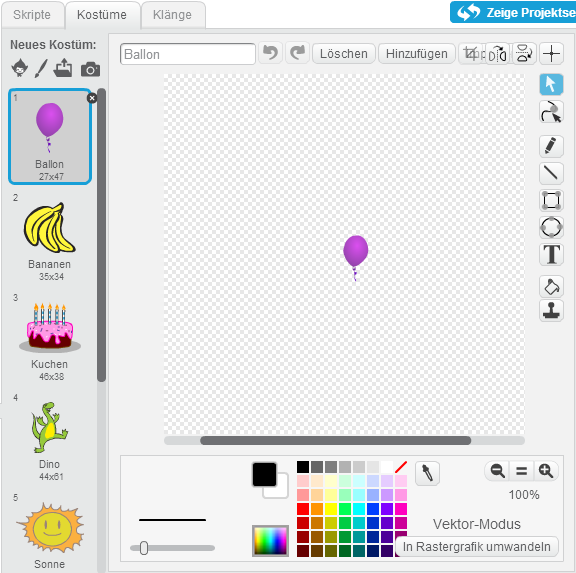 Skripte
Kostüme
Klänge
Zeige Projektse
Neues Kostüm:
Ballon
Löschen
Hinzufügen
1
Ballon
27x47
2
Bananen
35x34
3
Kuchen
46x38
4
Dino
44x61
5
Sonne
T
100%
Vektor-Modus
In Rastergrafik umwandeln